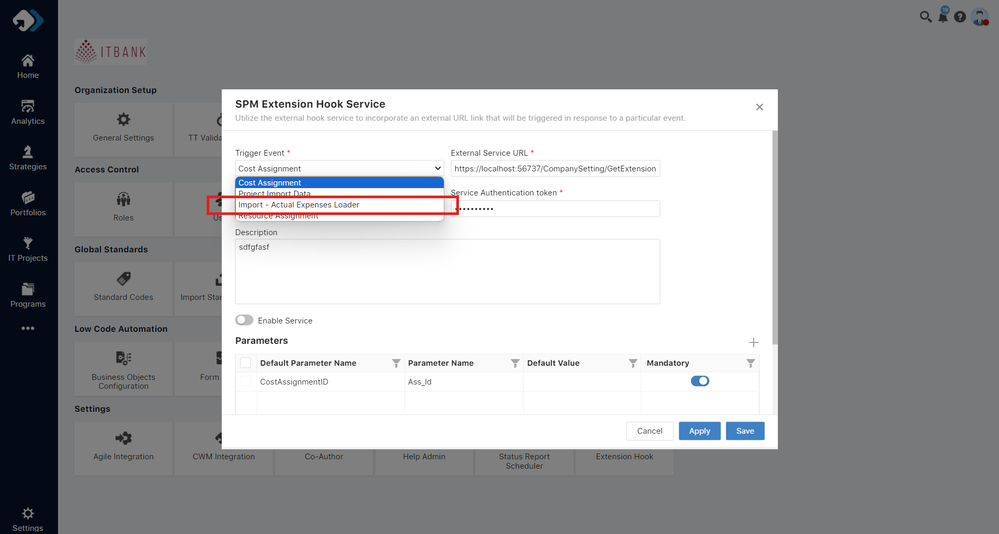 19
ITBANK
Home
Analytics
Strategies
Portfolios
IT Projects
Programs
Settings
Organization Setup
General Settings
TT Valida
Access Control
Roles
Us
Global Standards
Standard Codes
Import Star
Low Code Automation
Business Objects
Configuration
Form
Settings
Agile Integration
CWM Integration
Co-Author
Help Admin
Status Report
Scheduler
Extension Hook
SPM Extension Hook Service
Utilize the external hook service to incorporate an external URL link that will be triggered in response to a particular event.
Trigger Event *
Cost Assignment
Cost Assignment
Project Import Data
Import - Actual Expenses Loader
Resource Assignment
External Service URL *
https://localhost:56737/CompanySetting/GetExtension
Service Authentication token *
Description
sdfgfasf
Enable Service
Parameters
Default Parameter Name Parameter Name Default Value Mandatory
CostAssignmentID Ass_Id
Cancel Apply Save